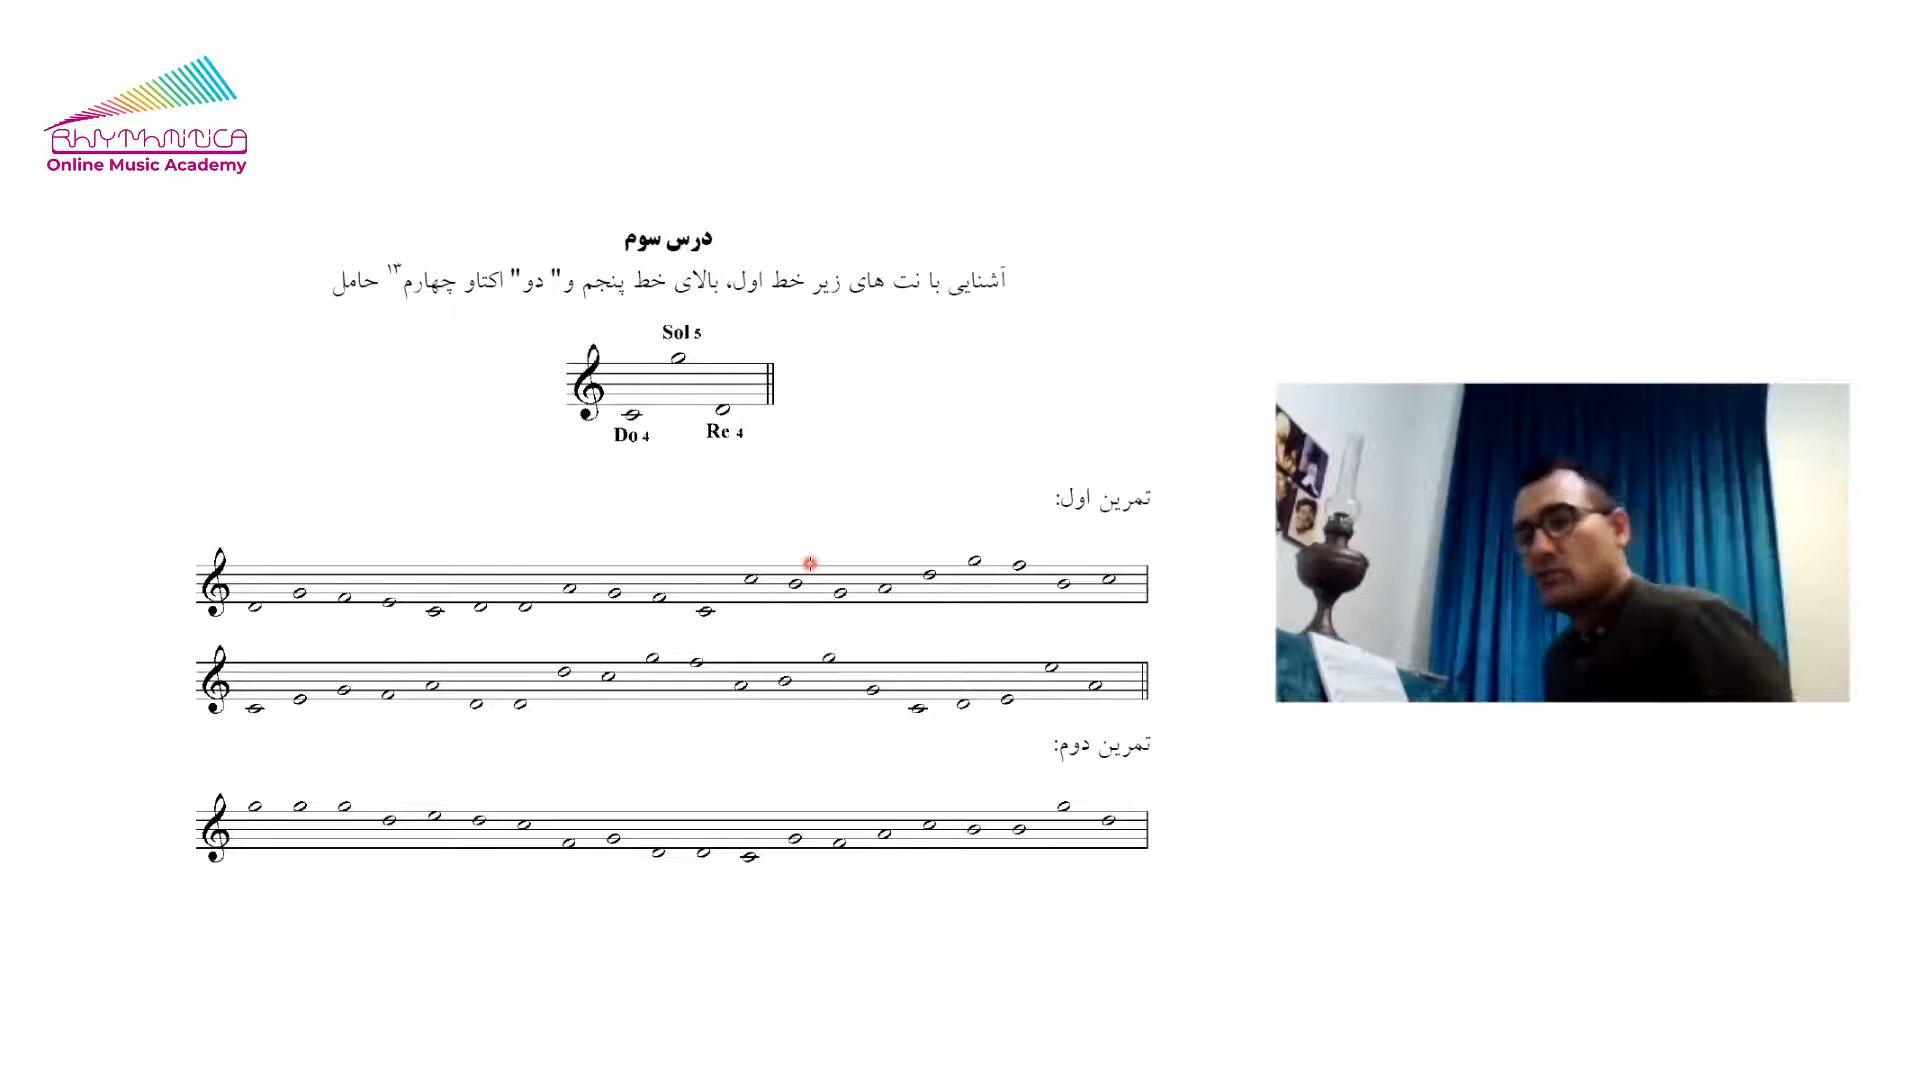 RHYTHMITICA
Online Music Academy
درس سوم
آشنایی با نت های زیر خط اول، بالای خط پنجم و" دو" اکتاو چهارم۱۳ حامل
Sol 5
Do 4 Re 4
تمرین اول:
تمرین دوم: